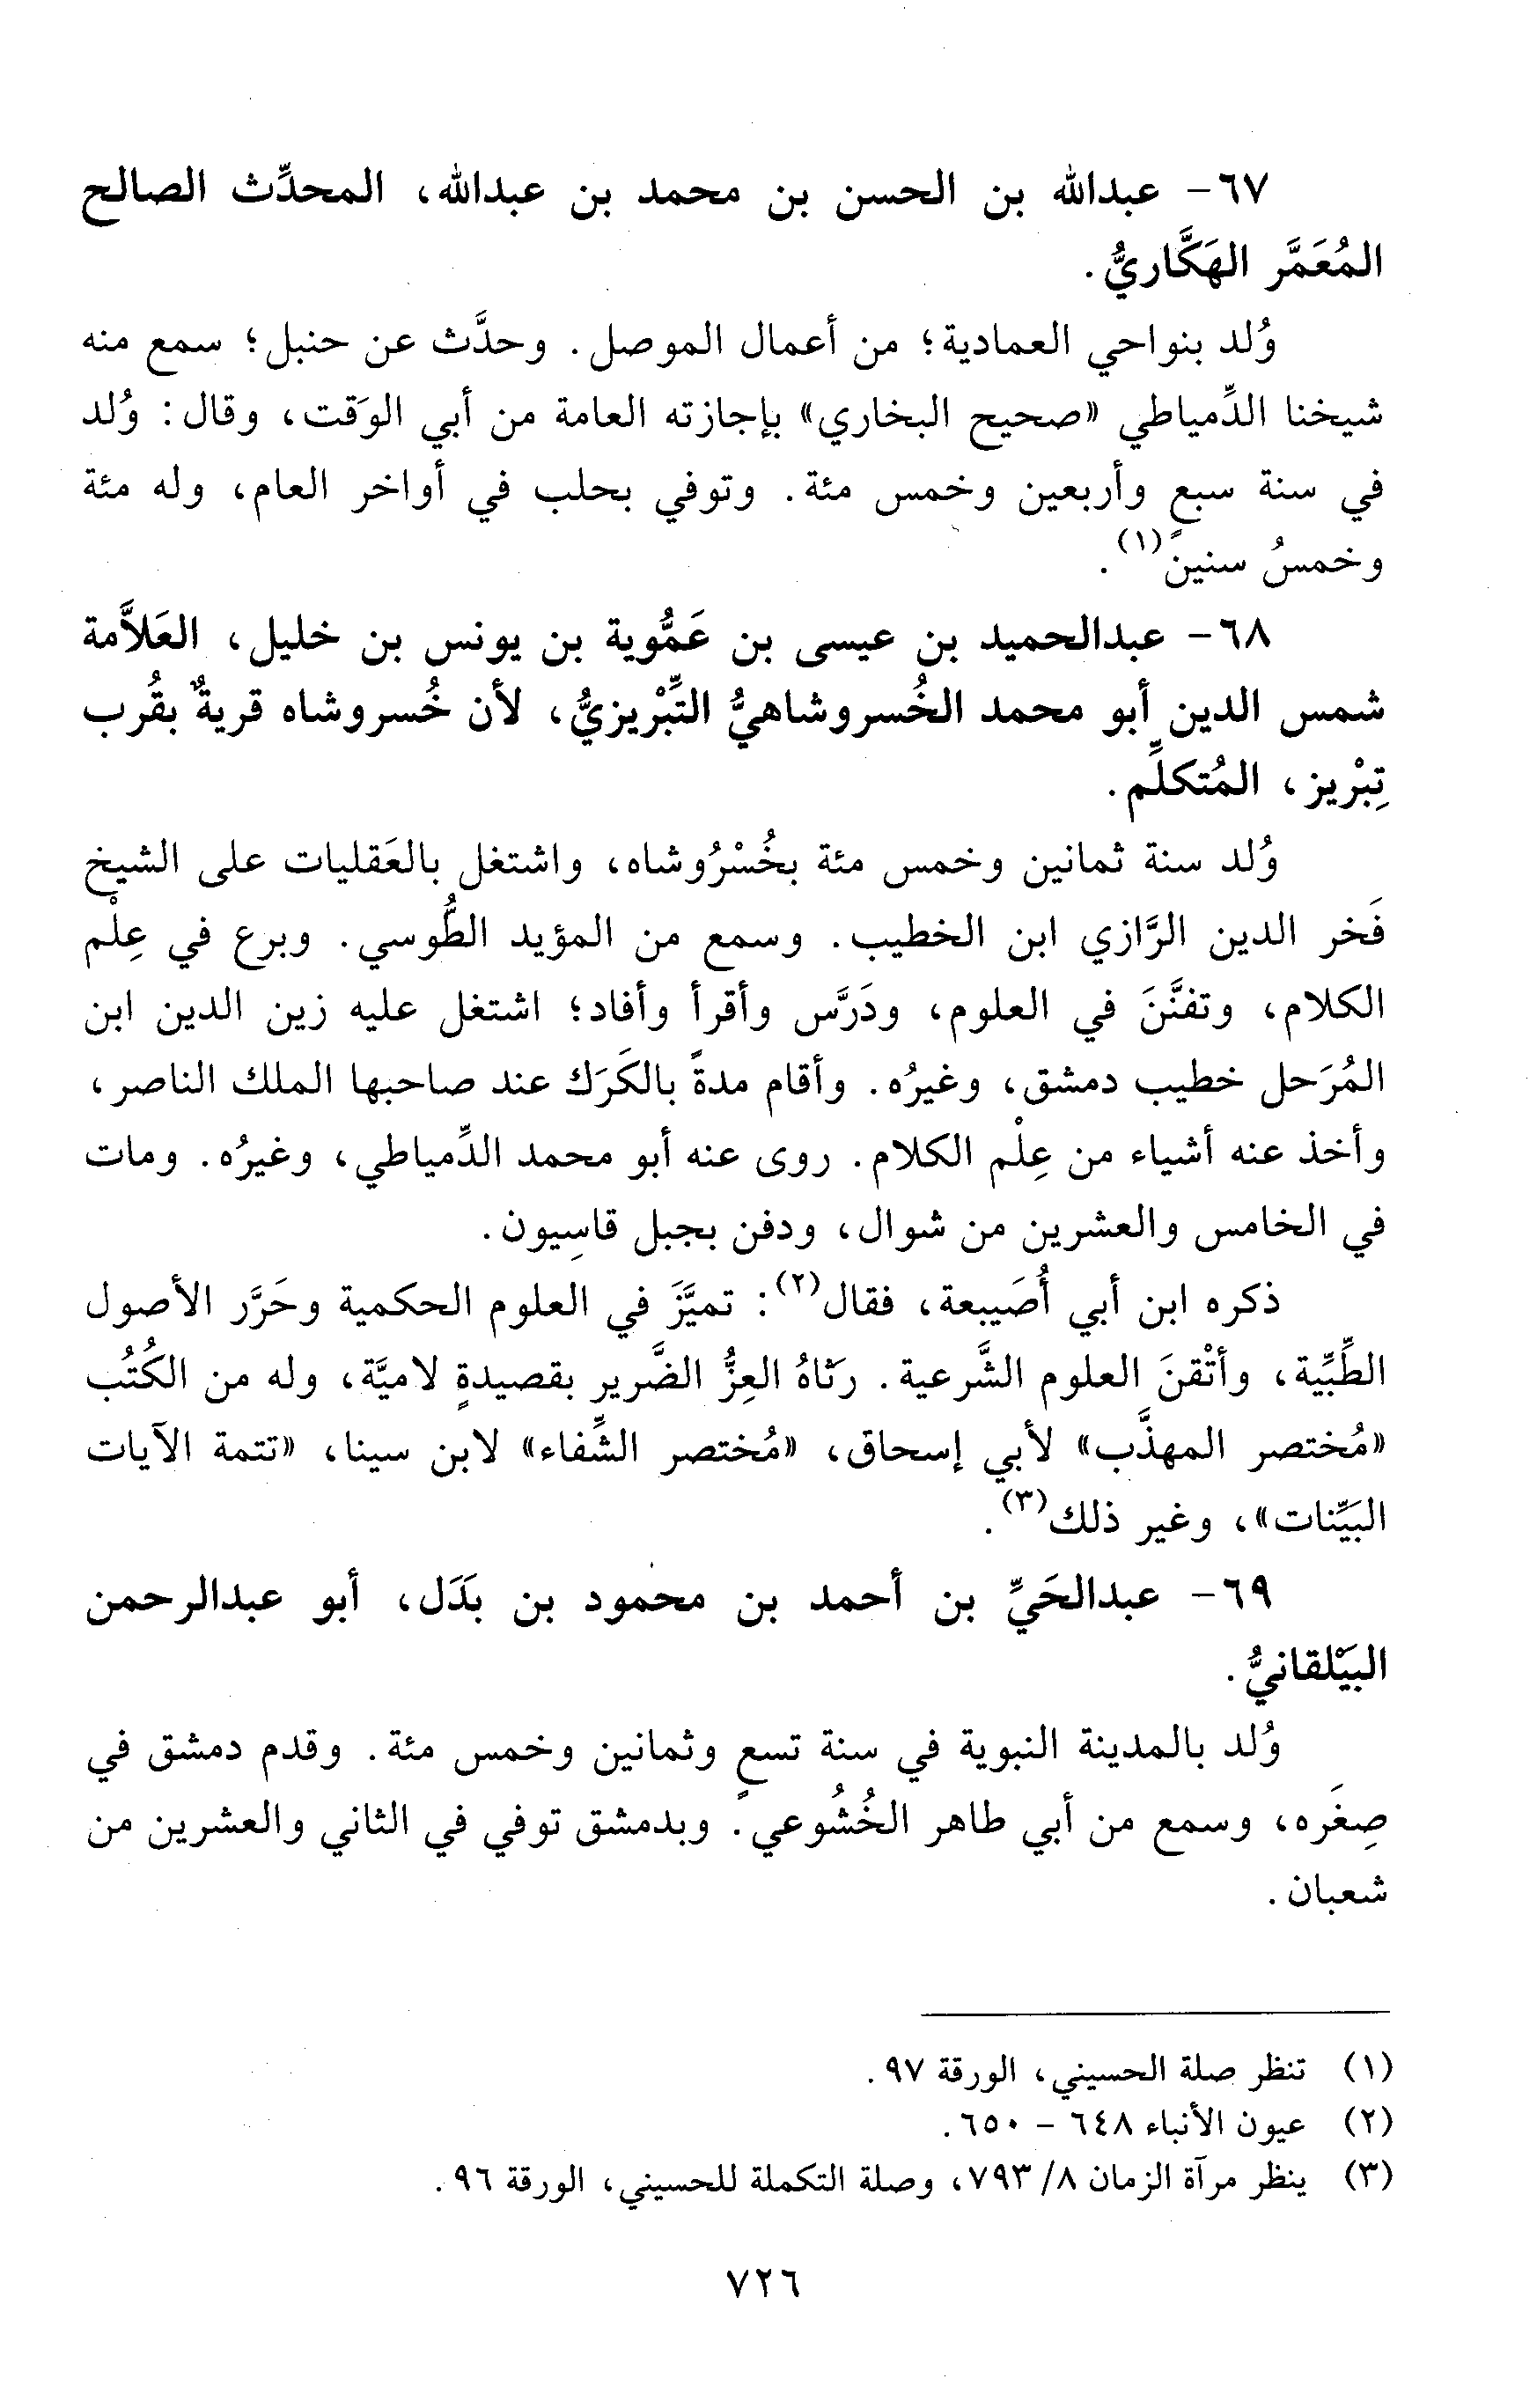 ٦٧- عبدالله بن الحسن بن محمد بن عبدالله، المحدِّث الصالح
المُعَمَّر الهَكَّاريُّ.
وُلد بنواحي العمادية؛ من أعمال الموصل. وحدَّث عن حنبل؛ سمع منه
شيخنا الدِّمياطي «صحيح البخاري» بإجازته العامة من أبي الوَقت، وقال: وُلد
في سنة سبعٍ وأربعين وخمس مئة. وتوفي بحلب في أواخر العام، وله مئة
وخمسُ سنين(١).
٦٨- عبدالحميد بن عيسى بن عَمُّوية بن يونس بن خليل، العَلاَّمة
شمس الدين أبو محمد الخُسروشاهيُّ التِّبْريزيُّ، لأن خُسروشاه قريةٌ بقُرب
تِبْريز، المُتكلِّم.
وُلد سنة ثمانين وخمس مئة بخُسْرُوشاه، واشتغل بالعَقليات على الشيخ
فَخر الدين الرَّازي ابن الخطيب. وسمع من المؤيد الطُّوسي. وبرع في عِلْم
الكلام، وتفنَّنَ في العلوم، ودَرَّس وأقرأ وأفاد؛ اشتغل عليه زين الدين ابن
المُرَحل خطيب دمشق، وغيرُه. وأقام مدةً بالكَرَك عند صاحبها الملك الناصر،
وأخذ عنه أشياء من عِلْم الكلام. روى عنه أبو محمد الدِّمياطي، وغيرُه. ومات
في الخامس والعشرين من شوال، ودفن بجبل قاسِيون.
ذكره ابن أبي أُصَيبعة، فقال(٢): تميَّزَ في العلوم الحكمية وحَرَّر الأصول
الطِّبِّية، وأتْقنَ العلوم الشَّرعية. رَثاهُ العِزُّ الضَّرير بقصيدةٍ لاميَّة، وله من الكُتُب
«مُختصر المهذَّب» لأبي إسحاق، «مُختصر الشِّفاء» لابن سينا، «تتمة الآيات
البَيِّنات»، وغير ذلك(٣).
٦٩- عبدالحَيِّ بن أحمد بن محمود بن بَدَل، أبو عبدالرحمن
البَيْلقانيُّ.
وُلد بالمدينة النبوية في سنة تسعٍ وثمانين وخمس مئة. وقدم دمشق في
صِغَره، وسمع من أبي طاهر الخُشُوعي. وبدمشق توفي في الثاني والعشرين من
شعبان.
(١) تنظر صلة الحسيني، الورقة ٩٧.
(٢) عيون الأنباء ٦٤٨ - ٦٥٠.
(٣) ينظر مرآة الزمان ٨/ ٧٩٣، وصلة التكملة للحسيني، الورقة ٩٦.
٧٢٦